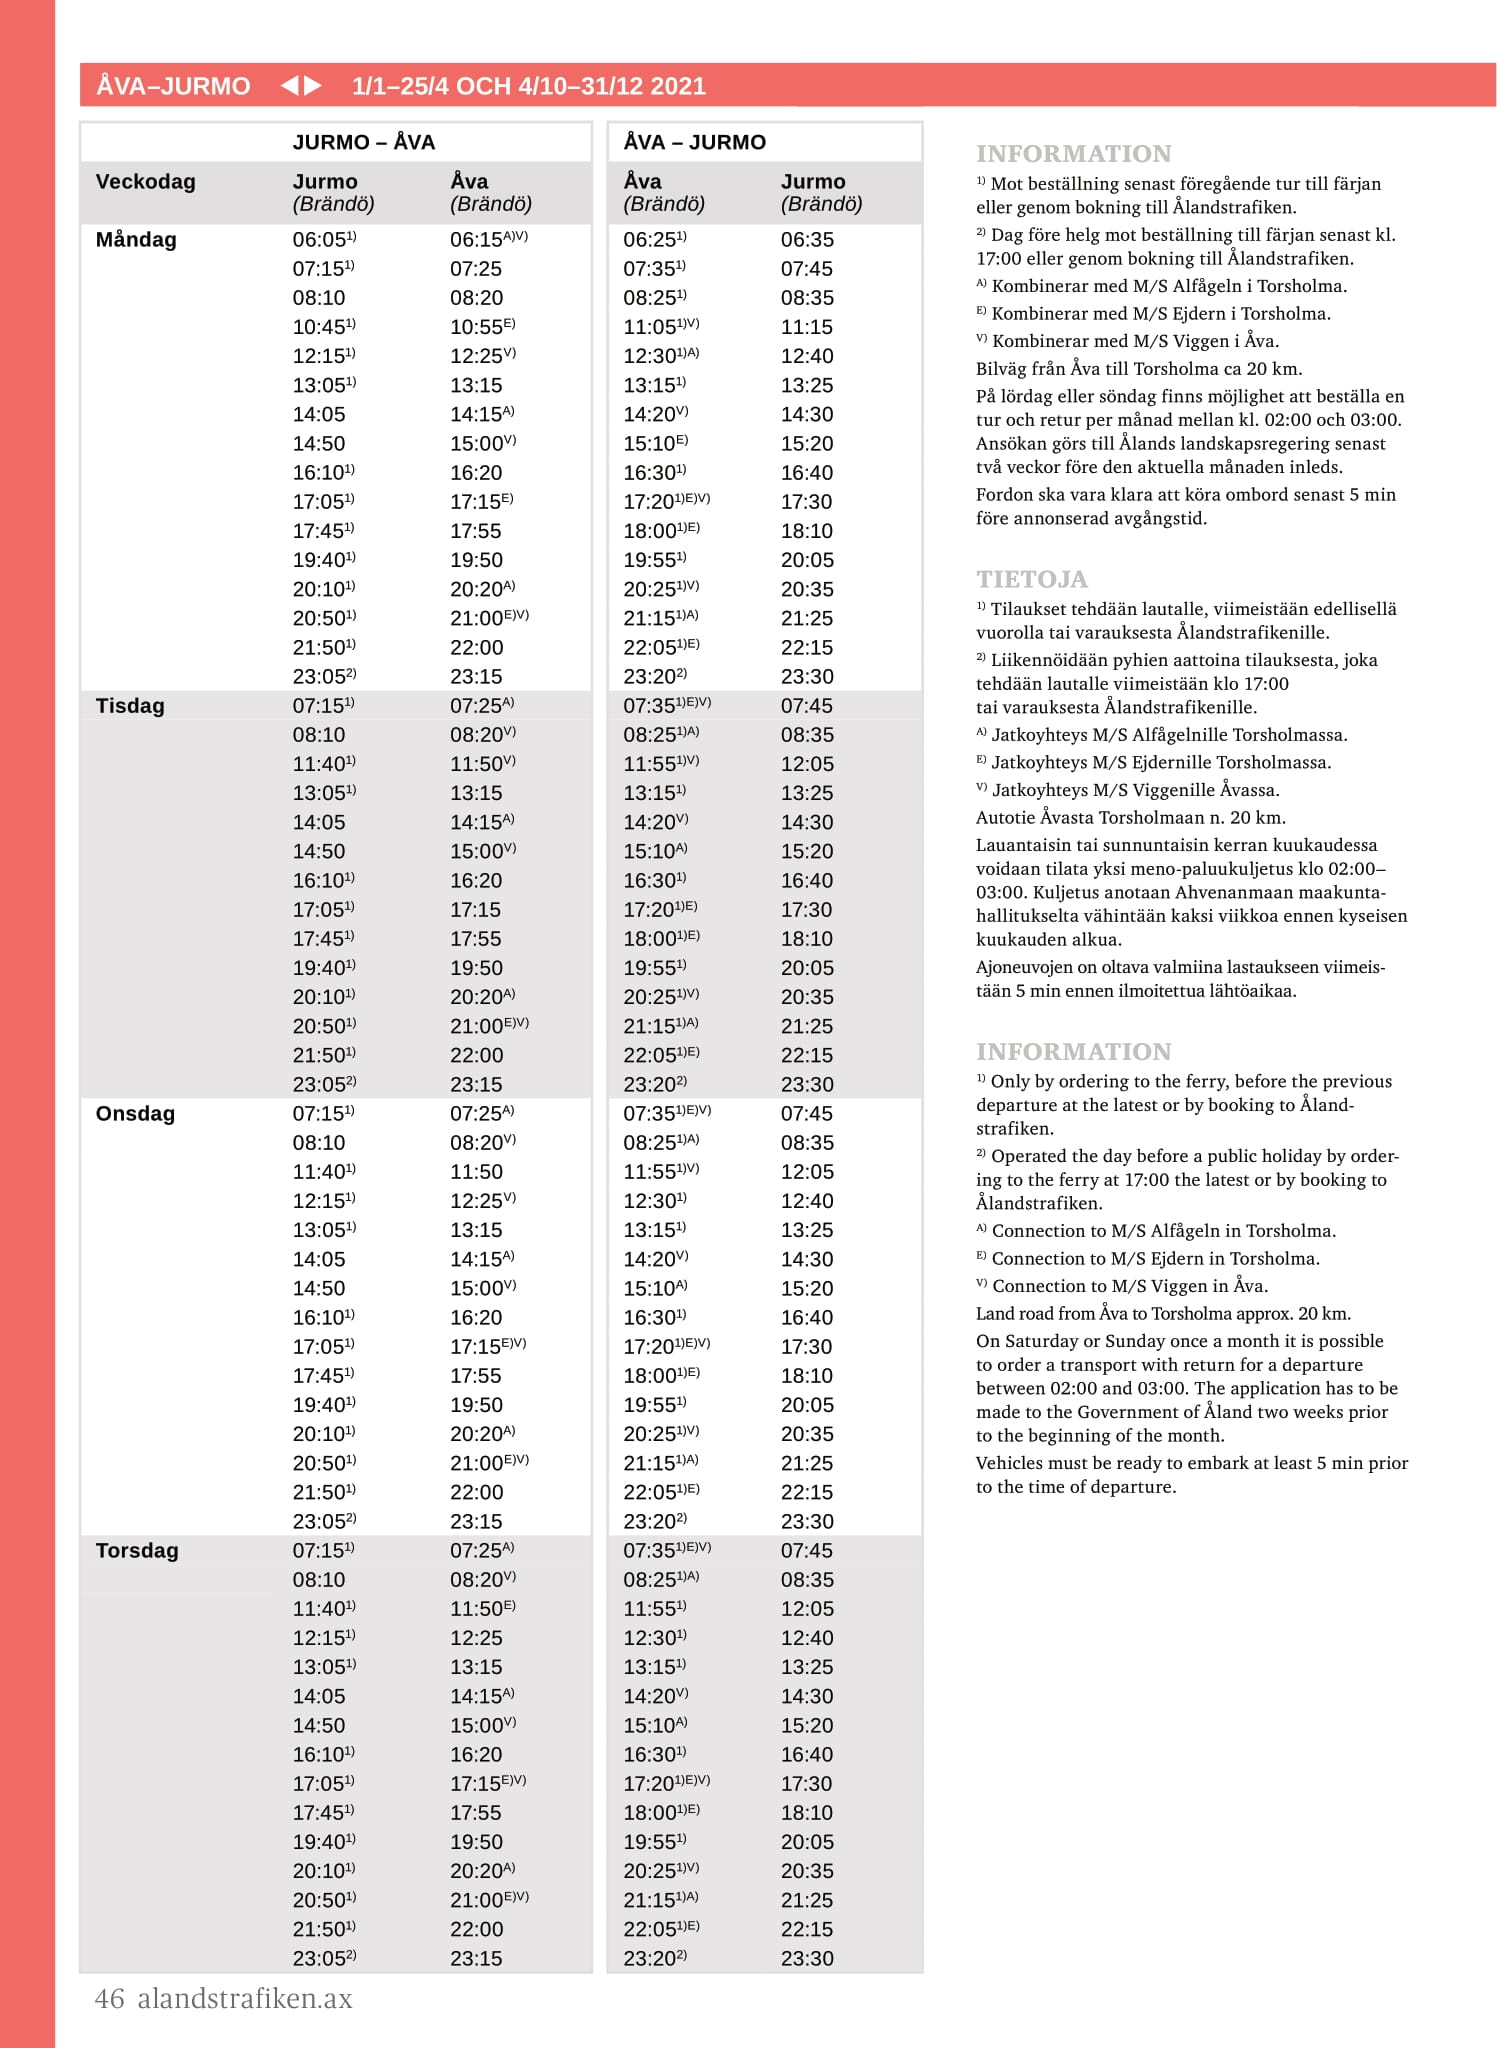 ÅVA–JURMO ◀▶ 1/1–25/4 OCH 4/10–31/12 2021
JURMO – ÅVA ÅVA – JURMO
Veckodag Jurmo Åva Åva Jurmo
(Brändö) (Brändö) (Brändö) (Brändö)
Måndag 06:05¹⁾ 06:15A)V) 06:25¹⁾ 06:35
07:15¹⁾ 07:25 07:35¹⁾ 07:45
08:10 08:20 08:25¹⁾ 08:35
10:45¹⁾ 10:55E) 11:05¹⁾V) 11:15
12:15¹⁾ 12:25V) 12:30¹⁾A) 12:40
13:05¹⁾ 13:15 13:15¹⁾ 13:25
14:05 14:15A) 14:20V) 14:30
14:50 15:00V) 15:10E) 15:20
16:10¹⁾ 16:20 16:30¹⁾ 16:40
17:05¹⁾ 17:15E) 17:20¹⁾E)V) 17:30
17:45¹⁾ 17:55 18:00¹⁾E) 18:10
19:40¹⁾ 19:50 19:55¹⁾ 20:05
20:10¹⁾ 20:20A) 20:25¹⁾V) 20:35
20:50¹⁾ 21:00E)V) 21:15¹⁾A) 21:25
21:50¹⁾ 22:00 22:05¹⁾E) 22:15
23:05²⁾ 23:15 23:20²⁾ 23:30
Tisdag 07:15¹⁾ 07:25A) 07:35¹⁾E)V) 07:45
08:10 08:20V) 08:25¹⁾A) 08:35
11:40¹⁾ 11:50V) 11:55¹⁾V) 12:05
13:05¹⁾ 13:15 13:15¹⁾ 13:25
14:05 14:15A) 14:20V) 14:30
14:50 15:00V) 15:10A) 15:20
16:10¹⁾ 16:20 16:30¹⁾ 16:40
17:05¹⁾ 17:15 17:20¹⁾E) 17:30
17:45¹⁾ 17:55 18:00¹⁾E) 18:10
19:40¹⁾ 19:50 19:55¹⁾ 20:05
20:10¹⁾ 20:20A) 20:25¹⁾V) 20:35
20:50¹⁾ 21:00E)V) 21:15¹⁾A) 21:25
21:50¹⁾ 22:00 22:05¹⁾E) 22:15
23:05²⁾ 23:15 23:20²⁾ 23:30
Onsdag 07:15¹⁾ 07:25A) 07:35¹⁾E)V) 07:45
08:10 08:20V) 08:25¹⁾A) 08:35
11:40¹⁾ 11:50 11:55¹⁾V) 12:05
12:15¹⁾ 12:25V) 12:30¹⁾ 12:40
13:05¹⁾ 13:15 13:15¹⁾ 13:25
14:05 14:15A) 14:20V) 14:30
14:50 15:00V) 15:10A) 15:20
16:10¹⁾ 16:20 16:30¹⁾ 16:40
17:05¹⁾ 17:15E)V) 17:20¹⁾E)V) 17:30
17:45¹⁾ 17:55 18:00¹⁾E) 18:10
19:40¹⁾ 19:50 19:55¹⁾ 20:05
20:10¹⁾ 20:20A) 20:25¹⁾V) 20:35
20:50¹⁾ 21:00E)V) 21:15¹⁾A) 21:25
21:50¹⁾ 22:00 22:05¹⁾E) 22:15
23:05²⁾ 23:15 23:20²⁾ 23:30
Torsdag 07:15¹⁾ 07:25A) 07:35¹⁾E)V) 07:45
08:10 08:20V) 08:25¹⁾A) 08:35
11:40¹⁾ 11:50E) 11:55¹⁾ 12:05
12:15¹⁾ 12:25 12:30¹⁾ 12:40
13:05¹⁾ 13:15 13:15¹⁾ 13:25
14:05 14:15A) 14:20V) 14:30
14:50 15:00V) 15:10A) 15:20
16:10¹⁾ 16:20 16:30¹⁾ 16:40
17:05¹⁾ 17:15E)V) 17:20¹⁾E)V) 17:30
17:45¹⁾ 17:55 18:00¹⁾E) 18:10
19:40¹⁾ 19:50 19:55¹⁾ 20:05
20:10¹⁾ 20:20A) 20:25¹⁾V) 20:35
20:50¹⁾ 21:00E)V) 21:15¹⁾A) 21:25
21:50¹⁾ 22:00 22:05¹⁾E) 22:15
23:05²⁾ 23:15 23:20²⁾ 23:30
INFORMATION
¹⁾ Mot beställning senast föregående tur till färjan
eller genom bokning till Ålandstrafiken.
²⁾ Dag före helg mot beställning till färjan senast kl.
17:00 eller genom bokning till Ålandstrafiken.
A) Kombinerar med M/S Alfågeln i Torsholma.
E) Kombinerar med M/S Ejdern i Torsholma.
V) Kombinerar med M/S Viggen i Åva.
Bilväg från Åva till Torsholma ca 20 km.
På lördag eller söndag finns möjlighet att beställa en
tur och retur per månad mellan kl. 02:00 och 03:00.
Ansökan görs till Ålands landskapsregering senast
två veckor före den aktuella månaden inleds.
Fordon ska vara klara att köra ombord senast 5 min
före annonserad avgångstid.
TIETOJA
¹⁾ Tilaukset tehdään lautalle, viimeistään edellisellä
vuorolla tai varauksesta Ålandstrafikenille.
²⁾ Liikennöidään pyhien aattoina tilauksesta, joka
tehdään lautalle viimeistään klo 17:00
tai varauksesta Ålandstrafikenille.
A) Jatkoyhteys M/S Alfågelnille Torsholmassa.
E) Jatkoyhteys M/S Ejdernille Torsholmassa.
V) Jatkoyhteys M/S Viggenille Åvassa.
Autotie Åvasta Torsholmaan n. 20 km.
Lauantaisin tai sunnuntaisin kerran kuukaudessa
voidaan tilata yksi meno-paluukuljetus klo 02:00–
03:00. Kuljetus anotaan Ahvenanmaan maakunta-
hallitukselta vähintään kaksi viikkoa ennen kyseisen
kuukauden alkua.
Ajoneuvojen on oltava valmiina lastaukseen viimeis-
tään 5 min ennen ilmoitettua lähtöaikaa.
INFORMATION
¹⁾ Only by ordering to the ferry, before the previous
departure at the latest or by booking to Åland-
strafiken.
²⁾ Operated the day before a public holiday by order-
ing to the ferry at 17:00 the latest or by booking to
Ålandstrafiken.
A) Connection to M/S Alfågeln in Torsholma.
E) Connection to M/S Ejdern in Torsholma.
V) Connection to M/S Viggen in Åva.
Land road from Åva to Torsholma approx. 20 km.
On Saturday or Sunday once a month it is possible
to order a transport with return for a departure
between 02:00 and 03:00. The application has to be
made to the Government of Åland two weeks prior
to the beginning of the month.
Vehicles must be ready to embark at least 5 min prior
to the time of departure.
46 alandstrafiken.ax